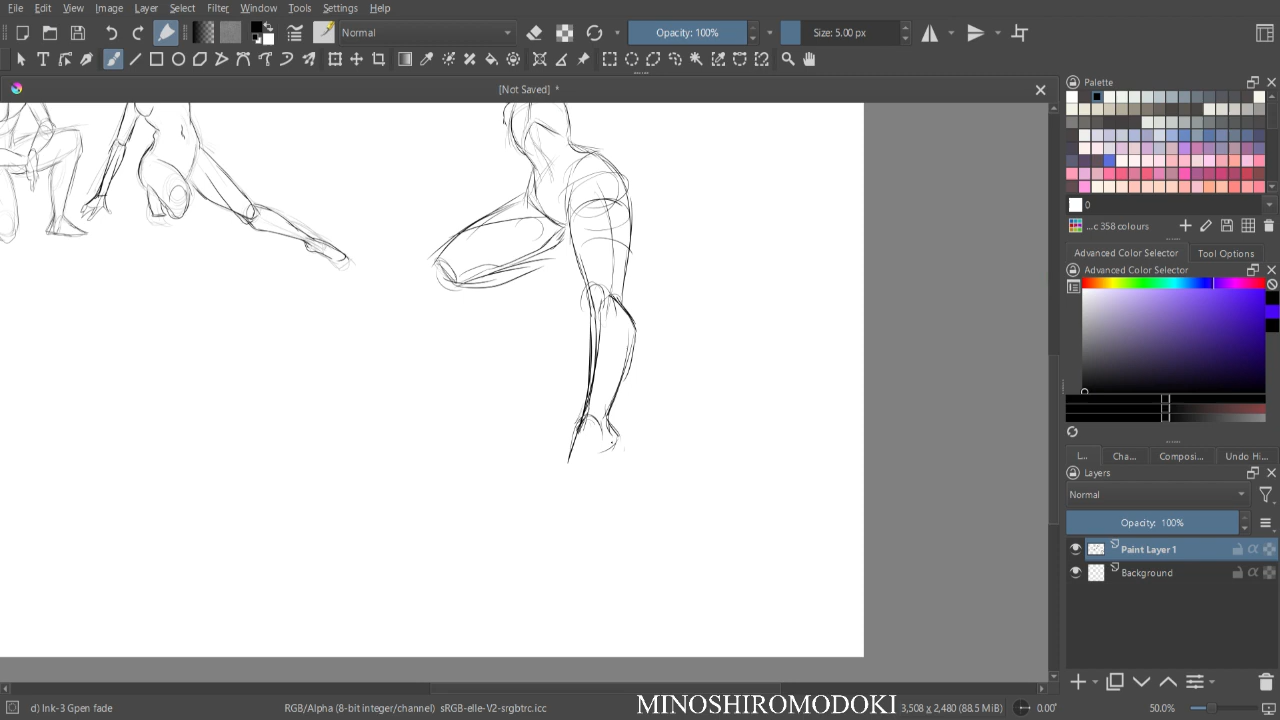 File Edit View Image Layer Select Filter Tools Settings Window Help
Normal Opacity: 100% Size: 5.00 px
[Not Saved] *
Palette
0
...c 358 colours
Advanced Color Selector Tool Options
Advanced Color Selector
L... Cha... Composi... Undo Hi...
Layers
Normal
Opacity: 100%
Paint Layer 1
Background
d) Ink-3 Gpen fade RGB/Alpha (8-bit integer/channel) sRGB-elle-V2-srgbtrc.icc MINOSHIROMODOKI 3,508 x 2,480 (88.5 MiB) 0.00° 50.0%